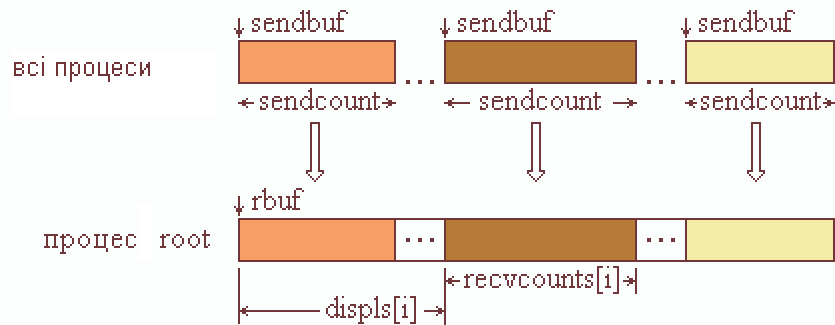 sendbuf sendbuf sendbuf
всі процеси ... ...
sendcount sendcount sendcount
rbuf
процес root ... ...
recvcounts[i]
displs[i]